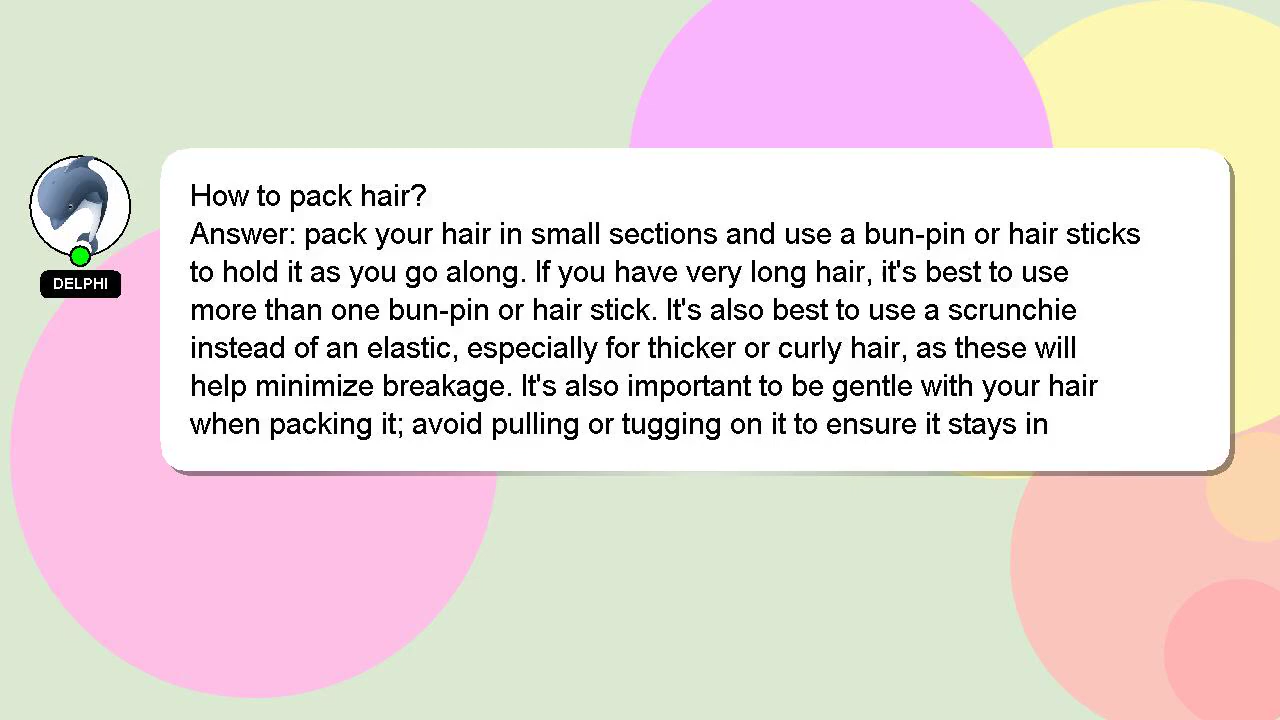 DELPHI
How to pack hair?
Answer: pack your hair in small sections and use a bun-pin or hair sticks
to hold it as you go along. If you have very long hair, it's best to use
more than one bun-pin or hair stick. It's also best to use a scrunchie
instead of an elastic, especially for thicker or curly hair, as these will
help minimize breakage. It's also important to be gentle with your hair
when packing it; avoid pulling or tugging on it to ensure it stays in